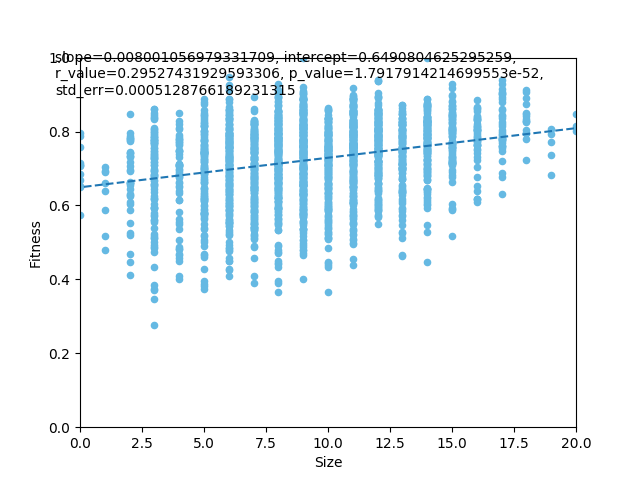 slope=0.008001056979331709, intercept=0.6490804625295259,
r_value=0.29527431929593306, p_value=1.7917914214699553e-52,
std_err=0.0005128766189231315
1.0
0.8
0.6
0.4
0.2
0.0
Fitness
0.0 2.5 5.0 7.5 10.0 12.5 15.0 17.5 20.0
Size